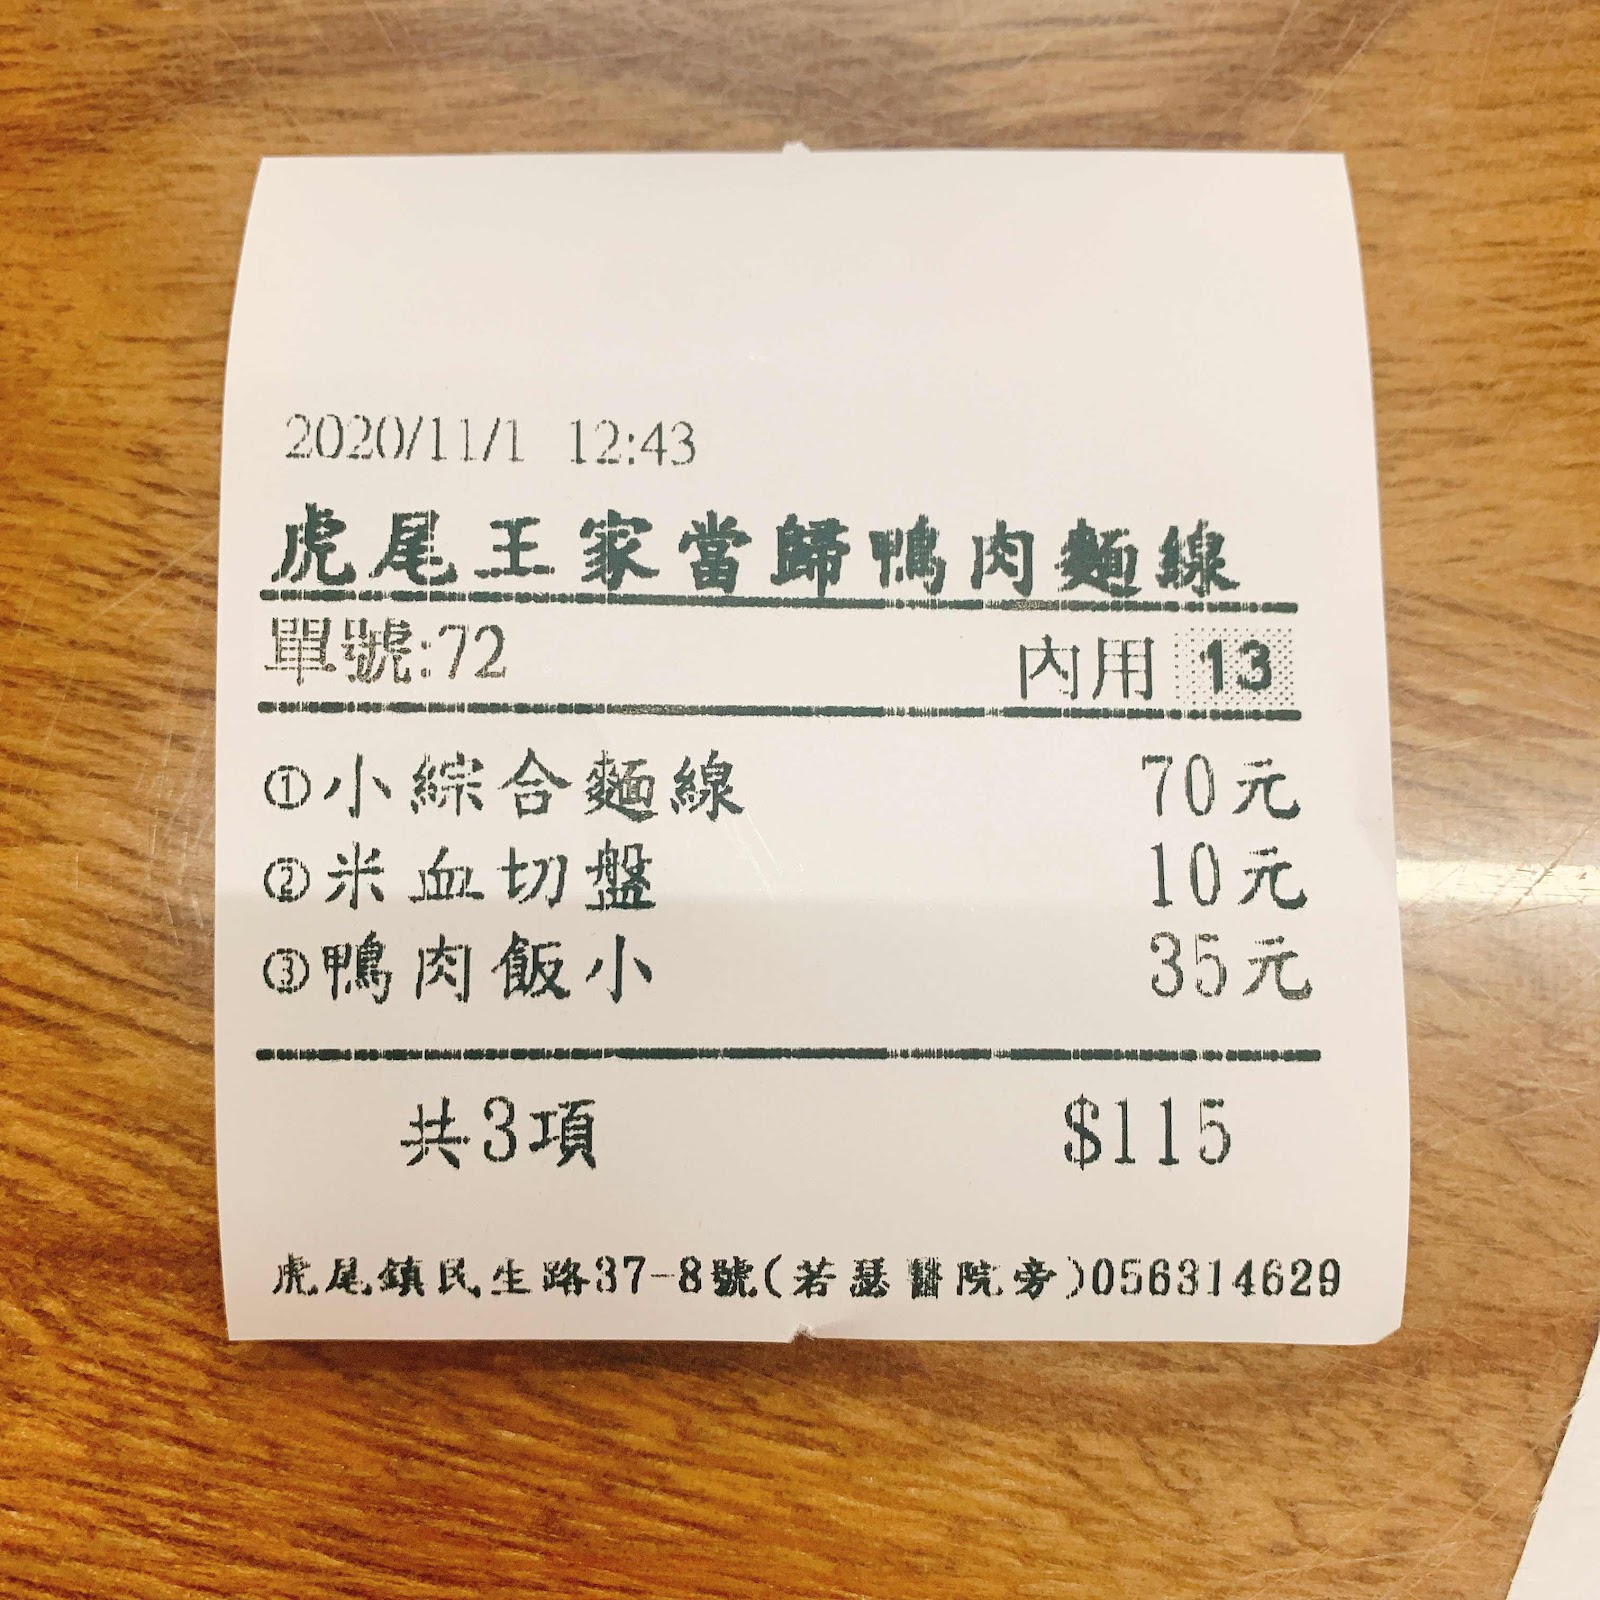 2020/11/1 12:43
虎尾王家當歸鴨肉麵線
單號:72 內用 13
①小綜合麵線 70元
②米血切盤 10元
③鴨肉飯小 35元
共3項 $115
虎尾鎮民生路37-8號(若瑟醫院旁)056314629